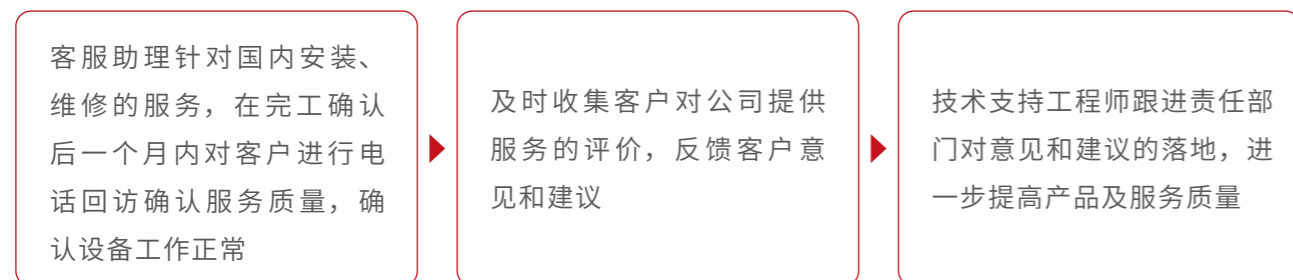 客服助理针对国内安装、
维修的服务，在完工确认
后一个月内对客户进行电
话回访确认服务质量，确
认设备工作正常
及时收集客户对公司提供
服务的评价，反馈客户意
见和建议
技术支持工程师跟进责任部
门对意见和建议的落地，进
一步提高产品及服务质量